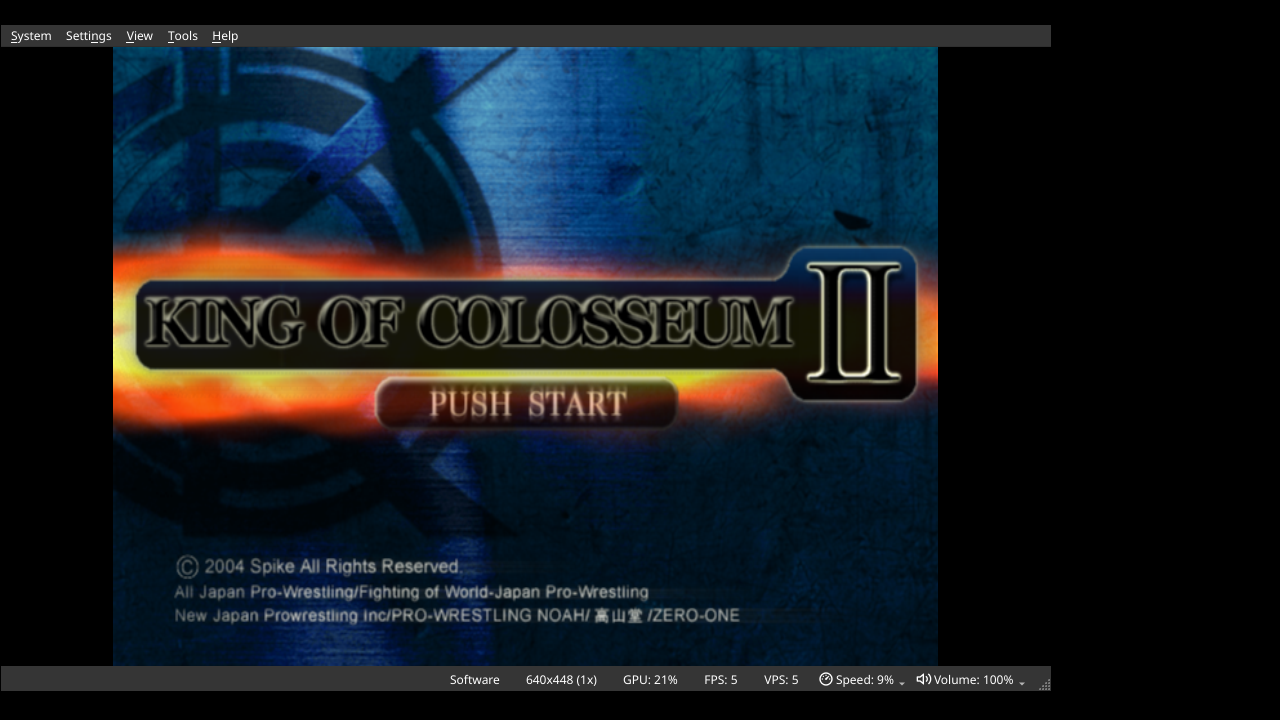 System Settings View Tools Help
KING OF COLOSSEUM II
PUSH START
© 2004 Spike All Rights Reserved.
All Japan Pro-Wrestling/Fighting of World-Japan Pro-Wrestling
New Japan Prowrestling Inc/PRO-WRESTLING NOAH/ 高山堂 /ZERO-ONE
Software 640x448 (1x) GPU: 21% FPS: 5 VPS: 5 Speed: 9% Volume: 100%